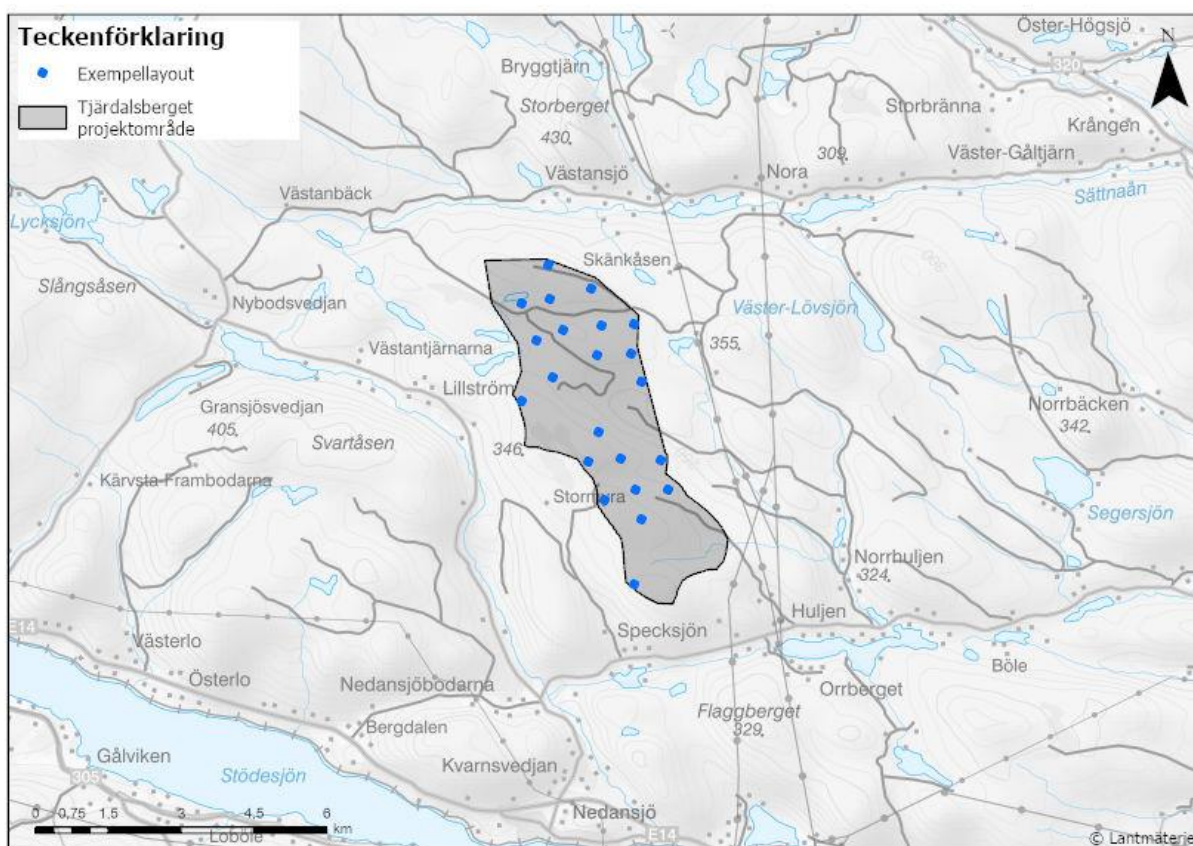 Teckenförklaring
Exempellayout
Tjärdalsberget
projektområde
Öster-Högsjö
N
320
Bryggtjärn
Storberget
430
Storbränna
Krången
309
Väster-Gåltjärn
Västansjö
Nora
Västanbäck
Sättnaån
Lycksjön
Skänkåsen
300
Slångsåsen
Nybodsvedjan
Väster-Lövsjön
355
Västantjärnarna
Lillström
Gransjösvedjan
405
Svartåsen
Norrbäcken
342
346
Kärvsta-Frambodarna
Stormyra
Segersjön
Norrhuljen
324
Huljen
E14
Specksjön
Västerlo
Böle
Österlo
Nedansjöbodarna
Orrberget
Bergdalen
Flaggberget
329
Gålviken
Kvarnsvedjan
305
Stödesjön
0 0,75 1,5 3 4,5 6
km
Nedansjö
E14
Loböle
© Lantmäterie